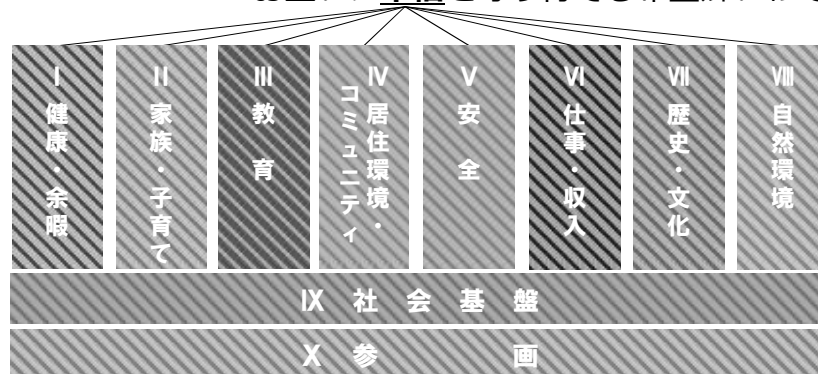 Ⅰ 健康・余暇
Ⅱ 家族・子育て
Ⅲ 教育
Ⅳ 居住環境・
コミュニティ
Ⅴ 安全
Ⅵ 仕事・収入
Ⅶ 歴史・文化
Ⅷ 自然環境
Ⅸ 社会基盤
Ⅹ 参画